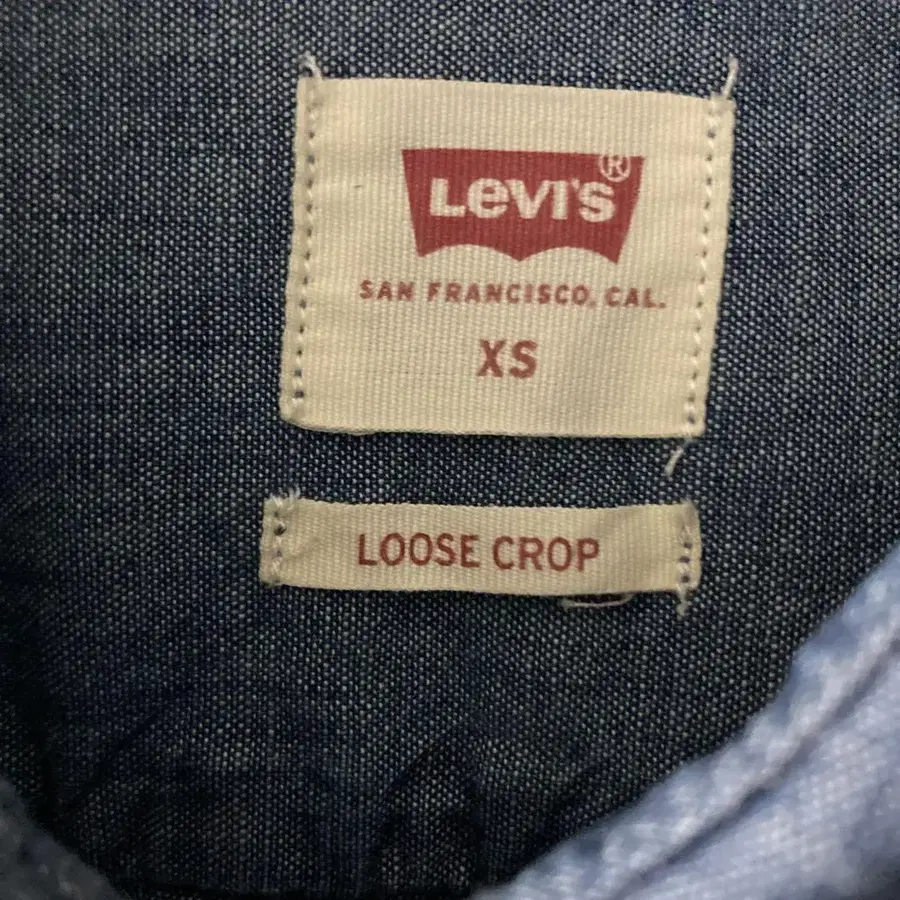 LEVI'S®
SAN FRANCISCO, CAL.
XS
LOOSE CROP